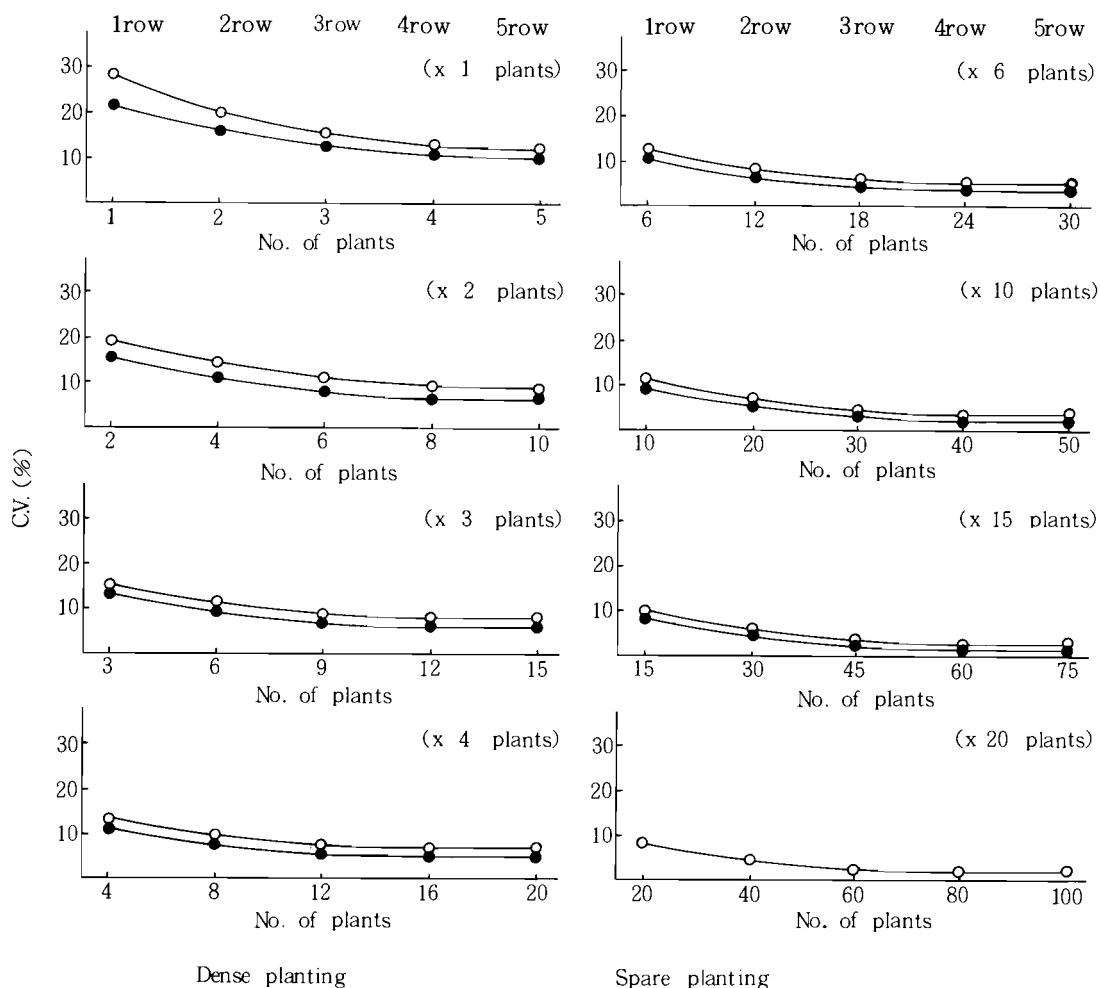 1row 2row 3row 4row 5row
(x 1 plants)
30
20
10
1 2 3 4 5
No. of plants
(x 2 plants)
30
20
10
2 4 6 8 10
No. of plants
C.V. (%)
(x 3 plants)
30
20
10
3 6 9 12 15
No. of plants
(x 4 plants)
30
20
10
4 8 12 16 20
No. of plants
Dense planting
1row 2row 3row 4row 5row
(x 6 plants)
30
20
10
6 12 18 24 30
No. of plants
(x 10 plants)
30
20
10
10 20 30 40 50
No. of plants
(x 15 plants)
30
20
10
15 30 45 60 75
No. of plants
(x 20 plants)
30
20
10
20 40 60 80 100
No. of plants
Spare planting